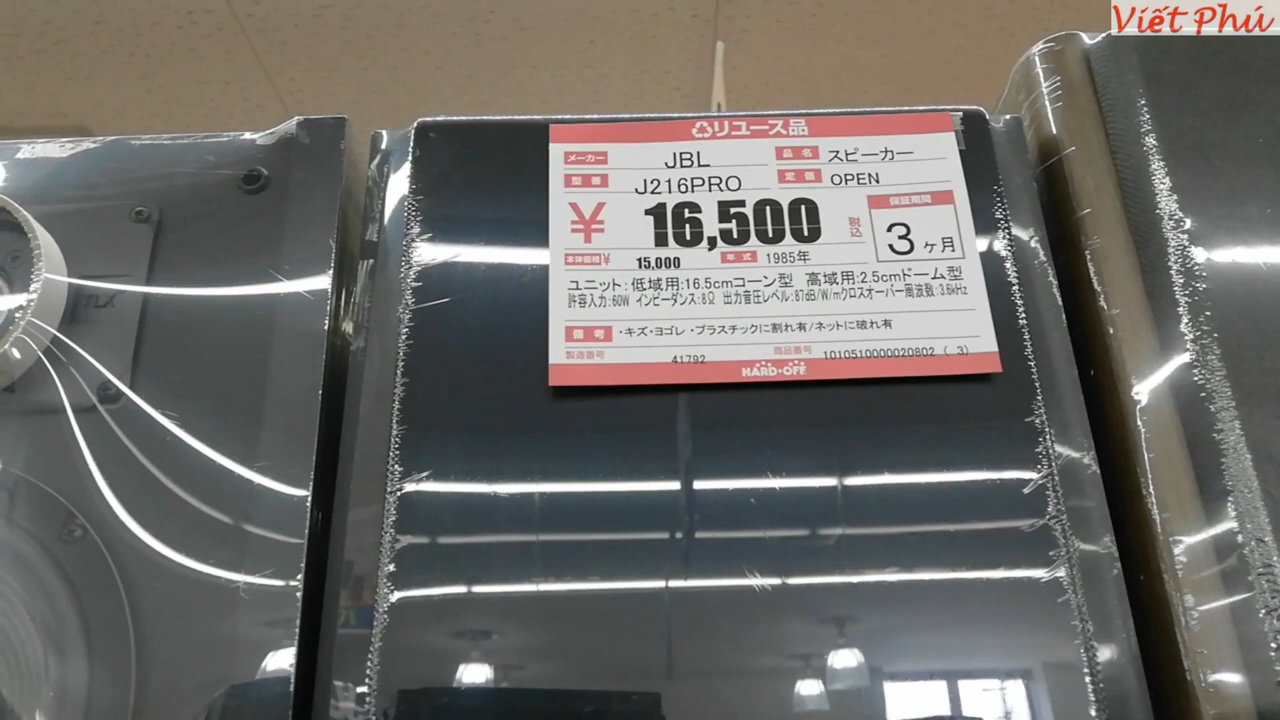 Viết Phú
リユース品
メーカー JBL 品名 スピーカー
型番 J216PRO 定価 OPEN
¥ 16,500 税込 保証期間 3ヶ月
本体価格¥ 15,000 年式 1985年
ユニット:低域用:16.5cmコーン型 高域用:2.5cmドーム型
許容入力:60W インピーダンス:8Ω 出力音圧レベル:87dB/W/mクロスオーバー周波数:3.6kHz
備考 ・キズ・ヨゴレ・プラスチックに割れ有/ネットに破れ有
製造番号 41792 商品番号 1010510000020802 ( 3)
HARD・OFF
TLX